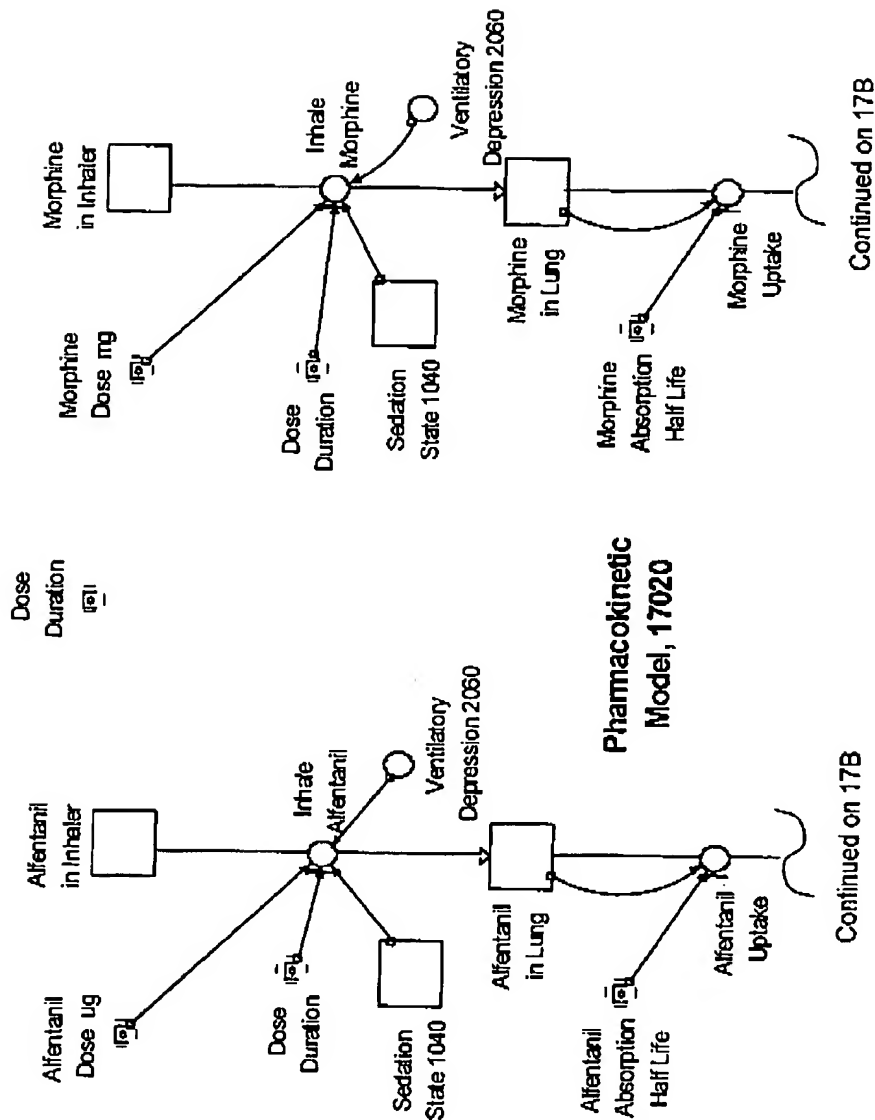 Dose
Duration
Alfentanil
in Inhaler
Alfentanil
Dose ug
Inhale
Alfentanil
Dose
Duration
Ventilatory
Depression 2060
Sedation
State 1040
Alfentanil
in Lung
Alfentanil
Absorption
Half Life
Alfentanil
Uptake
Continued on 17B
Pharmacokinetic
Model, 17020
Morphine
in Inhaler
Morphine
Dose mg
Inhale
Morphine
Dose
Duration
Ventilatory
Depression 2060
Sedation
State 1040
Morphine
in Lung
Morphine
Absorption
Half Life
Morphine
Uptake
Continued on 17B